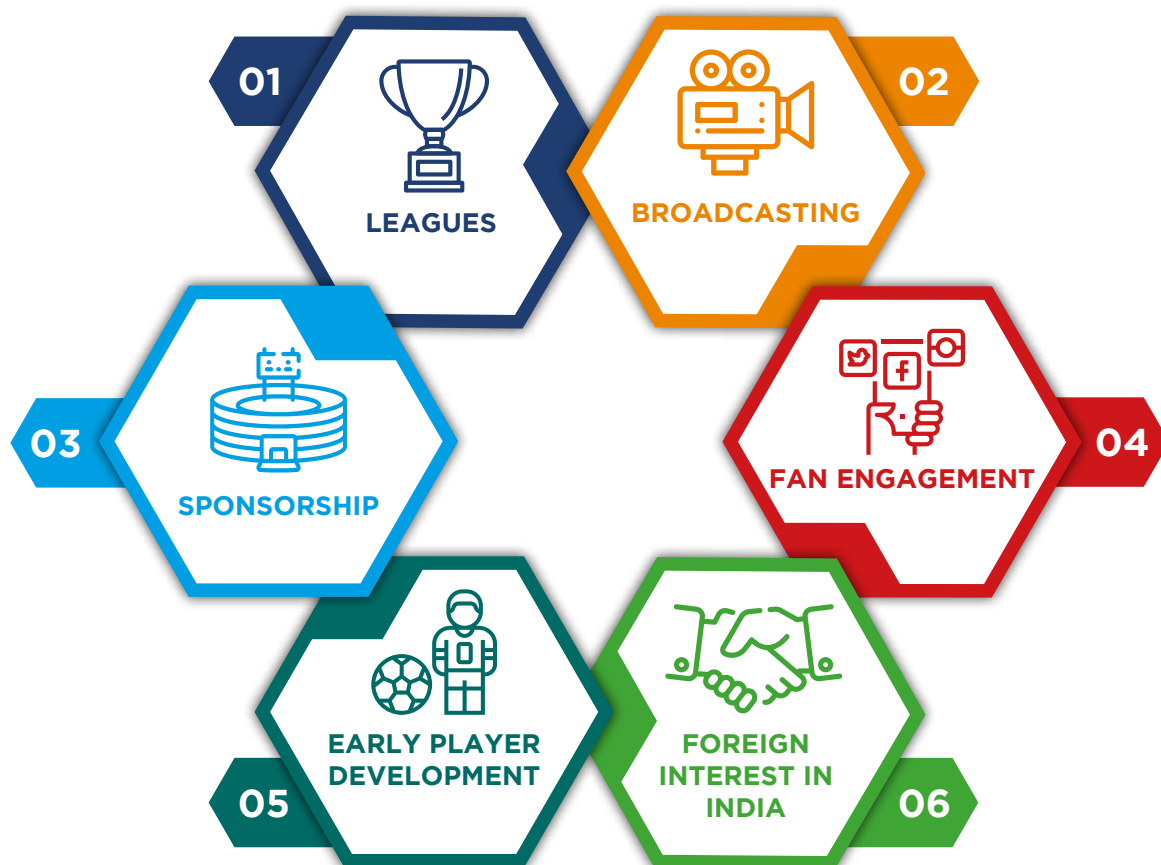 01
LEAGUES
02
BROADCASTING
03
SPONSORSHIP
04
FAN ENGAGEMENT
05
EARLY PLAYER
DEVELOPMENT
06
FOREIGN
INTEREST IN
INDIA